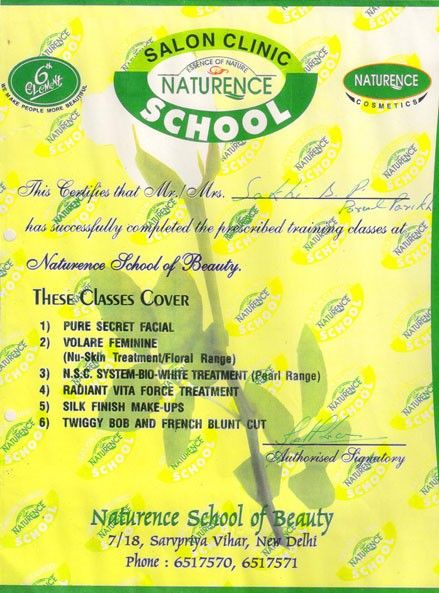 SALON CLINIC
ESSENCE OF NATURE
NATURENCE
SCHOOL
6th
ELEMENT
WE MAKE PEOPLE MORE BEAUTIFUL
NATURENCE
COSMETICS
This Certifies that Mr./Mrs. Sakhi B. P
Parul Parikh
has successfully completed the prescribed training classes at
Naturence School of Beauty.
THESE CLASSES COVER
1) PURE SECRET FACIAL
2) VOLARE FEMININE
(Nu-Skin Treatment/Floral Range)
3) N.S.C. SYSTEM-BIO-WHITE TREATMENT (Pearl Range)
4) RADIANT VITA FORCE TREATMENT
5) SILK FINISH MAKE-UPS
6) TWIGGY BOB AND FRENCH BLUNT CUT
Authorised Signatory
Naturence School of Beauty
7/18, Sarvpriya Vihar, New Delhi
Phone : 6517570, 6517571